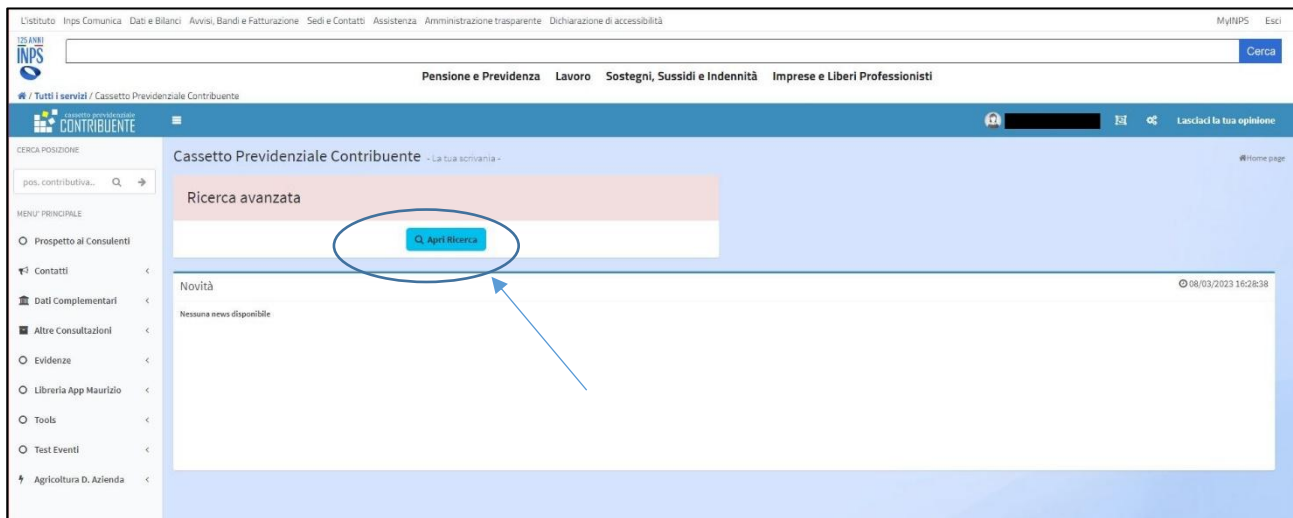 L'istituto Inps Comunica Dati e Bilanci Avvisi, Bandi e Fatturazione Sedi e Contatti Assistenza Amministrazione trasparente Dichiarazione di accessibilità MyINPS Esci
125 ANNI
INPS
Cerca
Pensione e Previdenza Lavoro Sostegni, Sussidi e Indennità Imprese e Liberi Professionisti
/ Tutti i servizi / Cassetto Previdenziale Contribuente
cassetto previdenziale
CONTRIBUENTE
Lasciaci la tua opinione
CERCA POSIZIONE
Cassetto Previdenziale Contribuente - La tua scrivania -
Home page
pos. contributiva..
Ricerca avanzata
MENU' PRINCIPALE
Apri Ricerca
Prospetto ai Consulenti
Contatti
Novità
08/03/2023 16:28:38
Dati Complementari
Nessuna news disponibile
Altre Consultazioni
Evidenze
Libreria App Maurizio
Tools
Test Eventi
Agricoltura D. Azienda